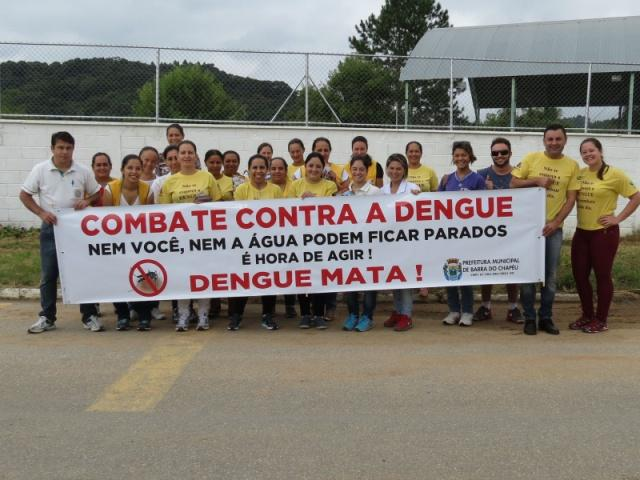 COMBATE CONTRA A DENGUE
NEM VOCÊ, NEM A ÁGUA PODEM FICAR PARADOS
É HORA DE AGIR !
DENGUE MATA !
PREFEITURA MUNICIPAL
DE BARRA DO CHAPÉU